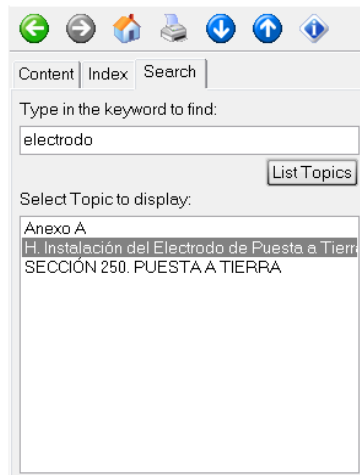 Content Index Search
Type in the keyword to find:
electrodo
List Topics
Select Topic to display:
Anexo A
H. Instalación del Electrodo de Puesta a Tierr
SECCIÓN 250. PUESTA A TIERRA